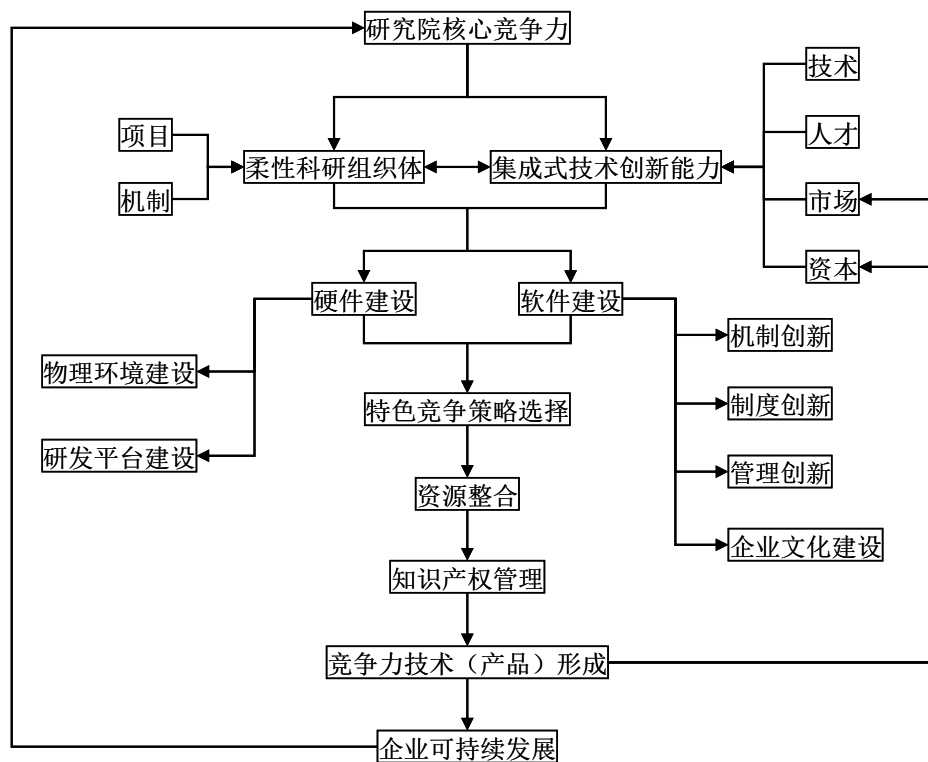 研究院核心竞争力
技术
项目
人才
柔性科研组织体
集成式技术创新能力
机制
市场
资本
硬件建设
软件建设
机制创新
物理环境建设
特色竞争策略选择
制度创新
研发平台建设
管理创新
资源整合
企业文化建设
知识产权管理
竞争力技术（产品）形成
企业可持续发展